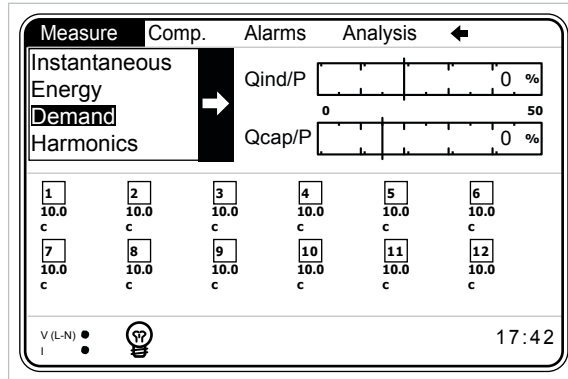 Measure Comp. Alarms Analysis
Instantaneous
Energy
Demand
Harmonics
Qind/P 0 %
0 50
Qcap/P 0 %
1 2 3 4 5 6
10.0 10.0 10.0 10.0 10.0 10.0
c c c c c c
7 8 9 10 11 12
10.0 10.0 10.0 10.0 10.0 10.0
c c c c c c
V (L-N)
I
17:42